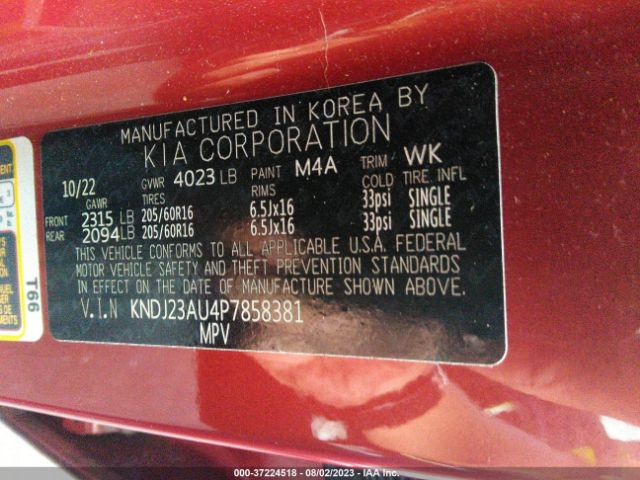 MANUFACTURED IN KOREA BY
KIA CORPORATION
10/22 GVWR 4023 LB PAINT M4A TRIM WK
GAWR TIRES RIMS COLD TIRE INFL
FRONT 2315 LB 205/60R16 6.5Jx16 33psi SINGLE
REAR 2094 LB 205/60R16 6.5Jx16 33psi SINGLE
THIS VEHICLE CONFORMS TO ALL APPLICABLE U.S.A. FEDERAL
MOTOR VEHICLE SAFETY AND THEFT PREVENTION STANDARDS
IN EFFECT ON THE DATE OF MANUFACTURE SHOWN ABOVE.
V.I.N KNDJ23AU4P7858381
MPV
T66
000-37224518 - 08/02/2023 - IAA Inc.